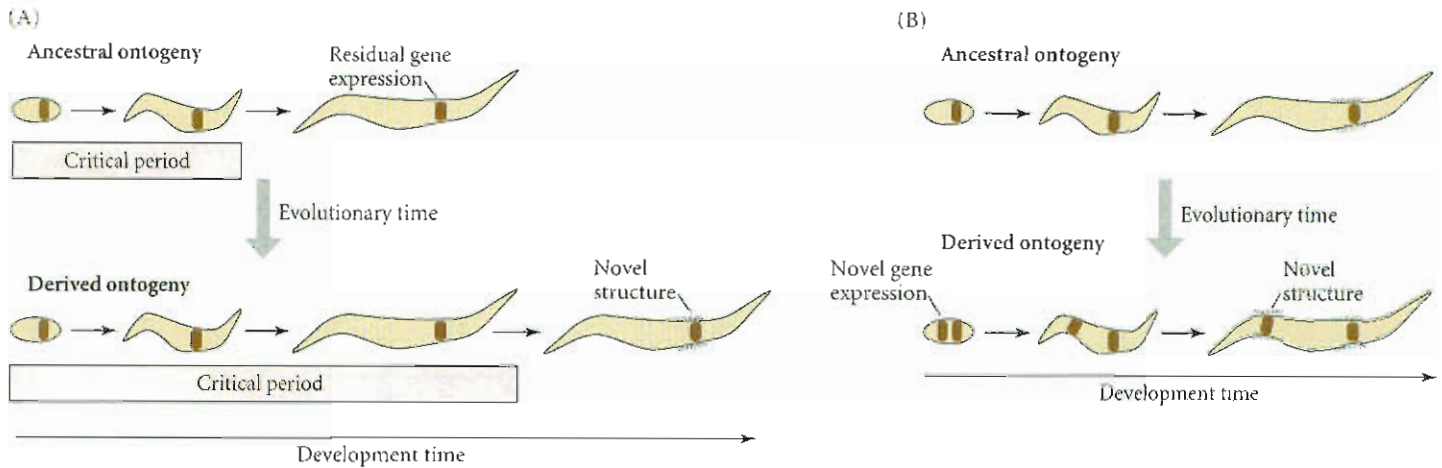 (A)
Ancestral ontogeny
Residual gene
expression
Critical period
Evolutionary time
Derived ontogeny
Novel
structure
Critical period
Development time
(B)
Ancestral ontogeny
Evolutionary time
Derived ontogeny
Novel gene
expression
Novel
structure
Development time